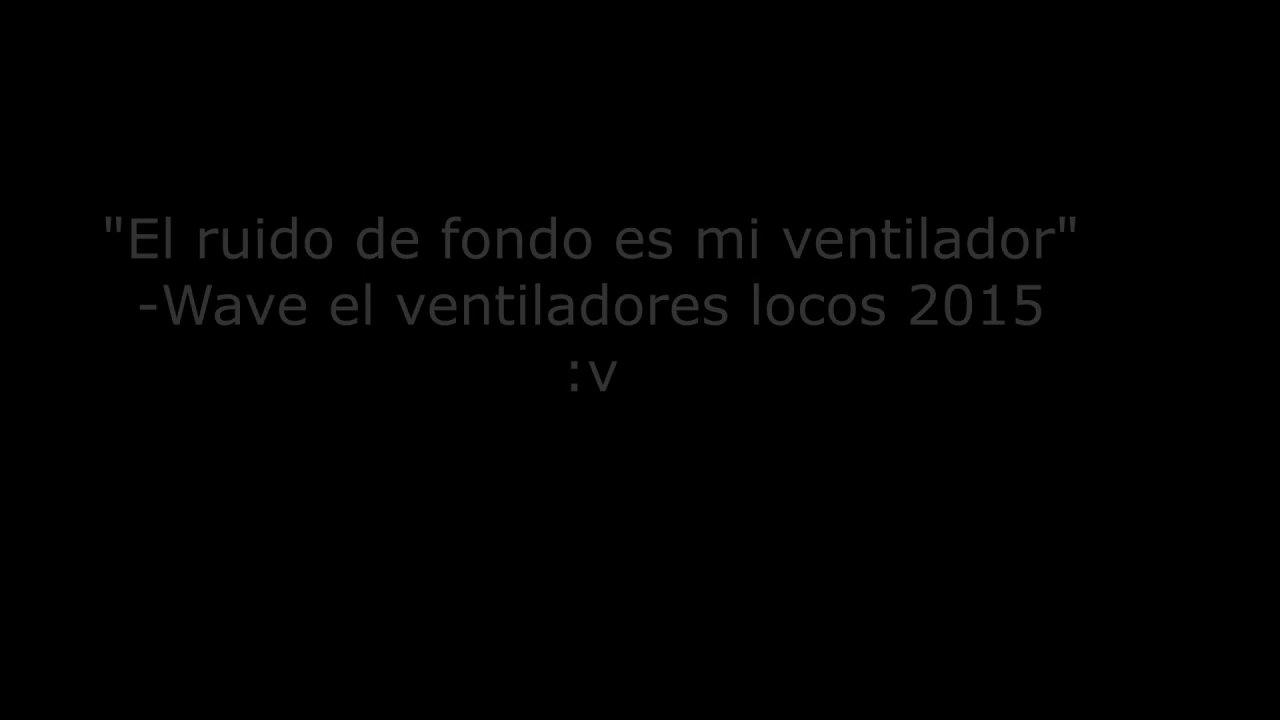 "El ruido de fondo es mi ventilador"
-Wave el ventiladores locos 2015
:v